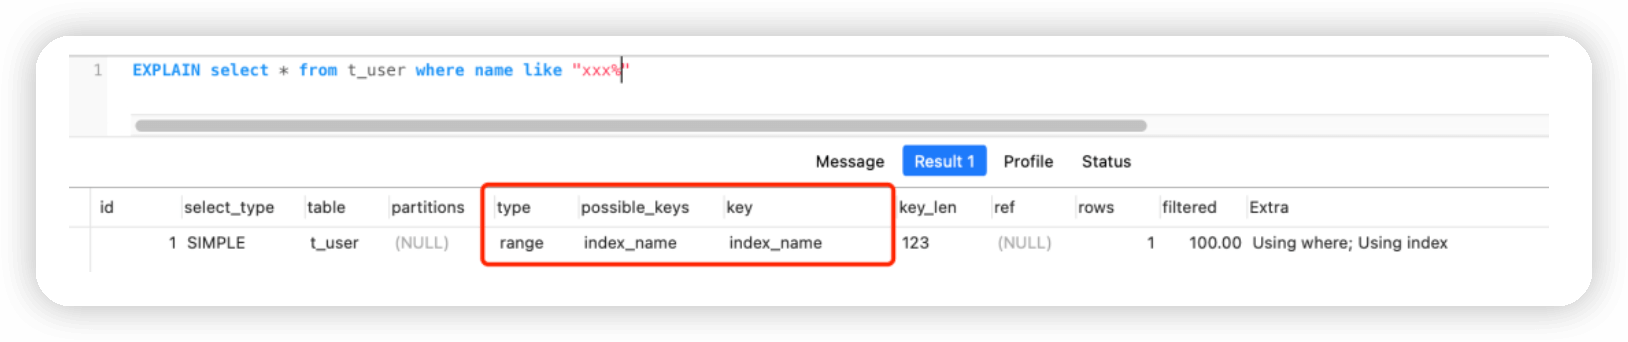 1 EXPLAIN select * from t_user where name like "xxx%"
Message Result 1 Profile Status
id select_type table partitions type possible_keys key key_len ref rows filtered Extra
1 SIMPLE t_user (NULL) range index_name index_name 123 (NULL) 1 100.00 Using where; Using index